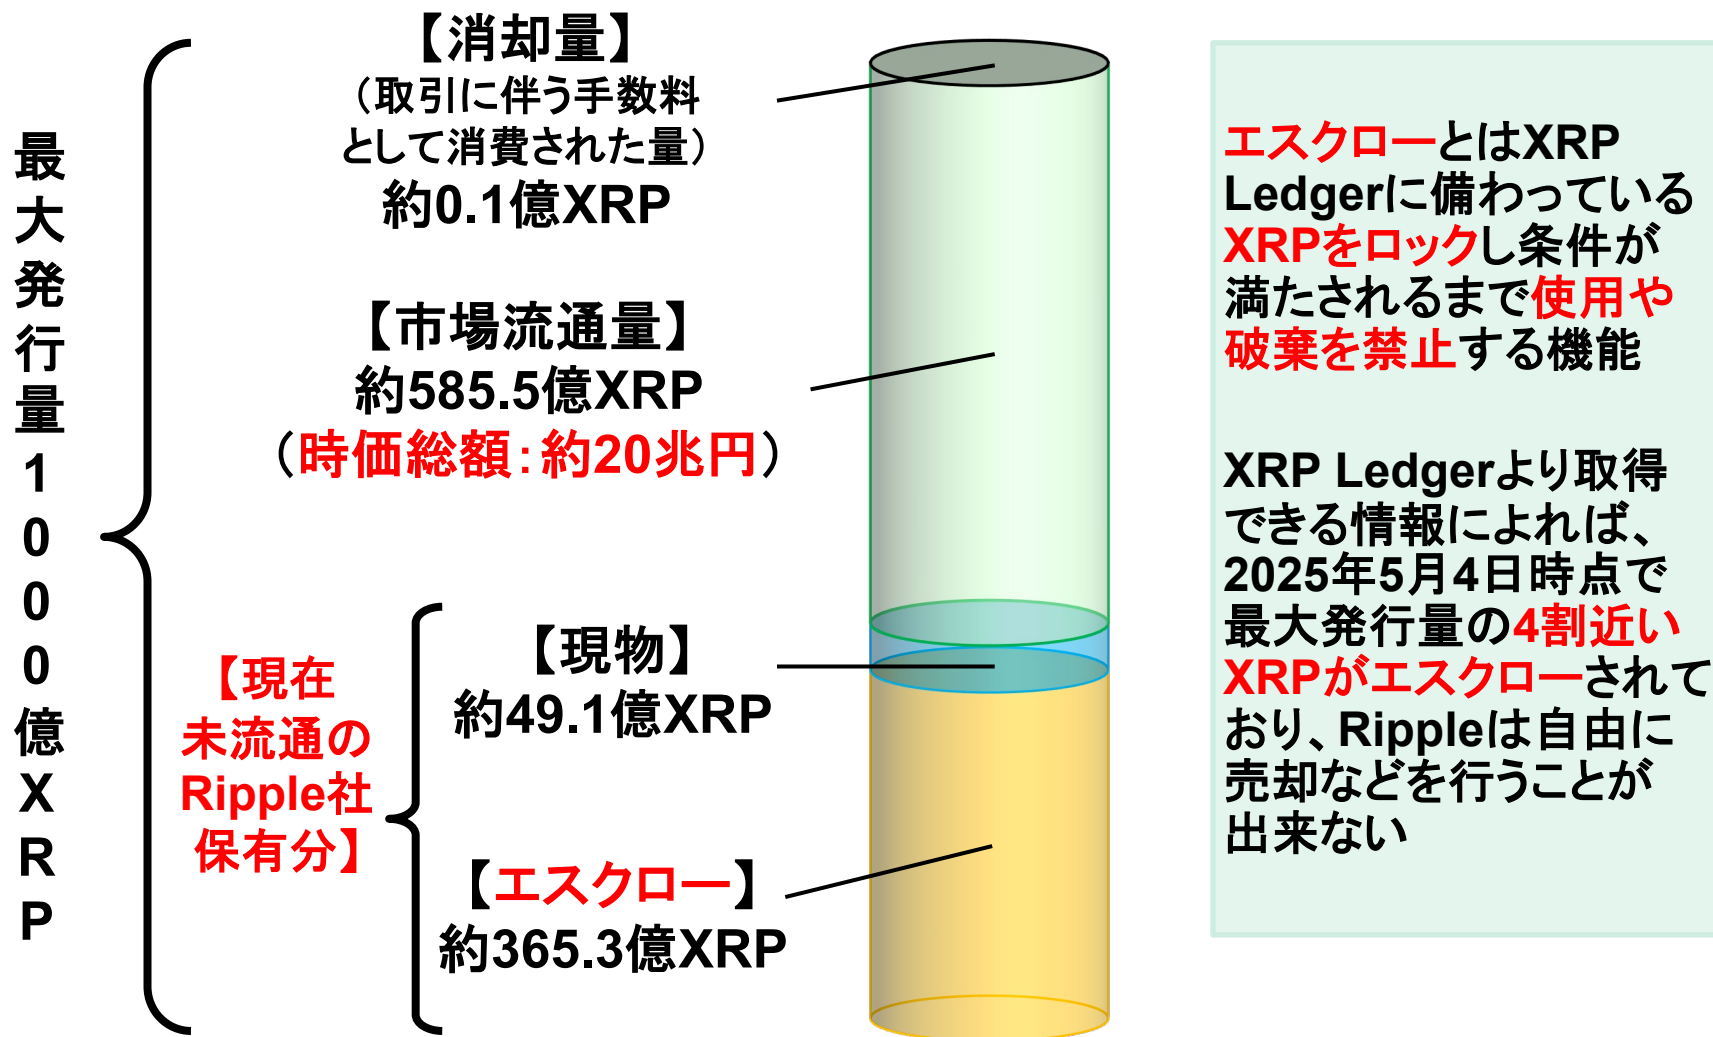 最大発行量1000億XRP
【消却量】
（取引に伴う手数料
として消費された量）
約0.1億XRP
【市場流通量】
約585.5億XRP
（時価総額：約20兆円）
【現在
未流通の
Ripple社
保有分】
【現物】
約49.1億XRP
【エスクロー】
約365.3億XRP
エスクローとはXRP
Ledgerに備わっている
XRPをロックし条件が
満たされるまで使用や
破棄を禁止する機能
XRP Ledgerより取得
できる情報によれば、
2025年5月4日時点で
最大発行量の4割近い
XRPがエスクローされて
おり、Rippleは自由に
売却などを行うことが
出来ない